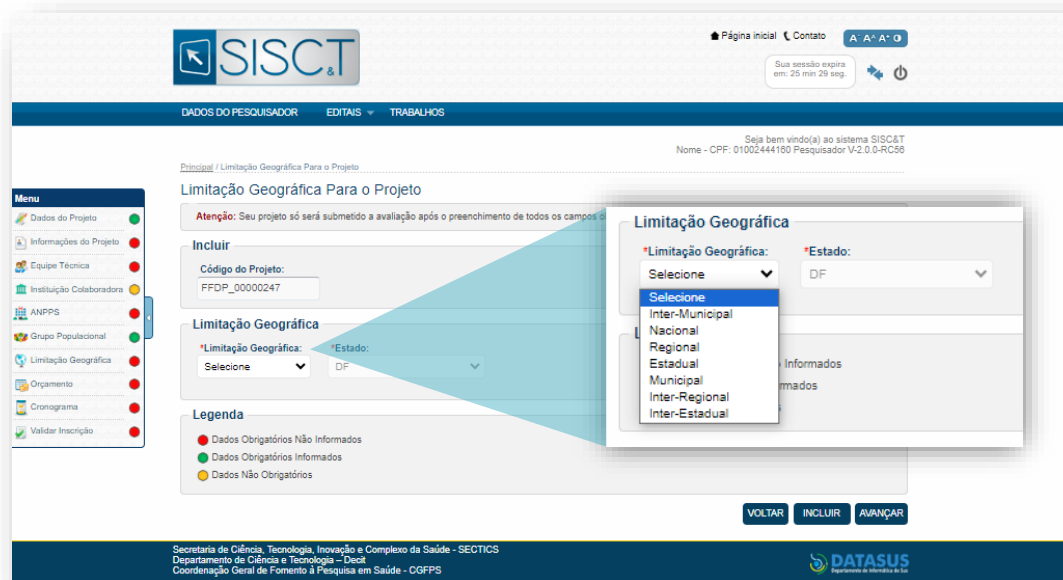 SISC&T
Página inicial Contato A- A+ A+
Sua sessão expira
em: 25 min 29 seg.
DADOS DO PESQUISADOR EDITAIS TRABALHOS
Seja bem vindo(a) ao sistema SISC&T
Nome - CPF: 01002444160 Pesquisador V-2.0.0-RC56
Principal / Limitação Geográfica Para o Projeto
Limitação Geográfica Para o Projeto
Atenção: Seu projeto só será submetido a avaliação após o preenchimento de todos os campos
Menu
Dados do Projeto
Informações do Projeto
Equipe Técnica
Instituição Colaboradora
ANPPS
Grupo Populacional
Limitação Geográfica
Orçamento
Cronograma
Validar Inscrição
Incluir
Código do Projeto:
FFDP_00000247
Limitação Geográfica
*Limitação Geográfica: *Estado:
Selecione DF
Legenda
Dados Obrigatórios Não Informados
Dados Obrigatórios Informados
Dados Não Obrigatórios
Limitação Geográfica
*Limitação Geográfica: *Estado:
Selecione DF
Selecione
Inter-Municipal
Nacional
Regional
Estadual
Municipal
Inter-Regional
Inter-Estadual
Informados
VOLTAR INCLUIR AVANÇAR
Secretaria de Ciência, Tecnologia, Inovação e Complexo da Saúde - SECTICS
Departamento de Ciência e Tecnologia – Decit
Coordenação Geral de Fomento à Pesquisa em Saúde - CGFPS
DATASUS
Departamento de Informática do Sus